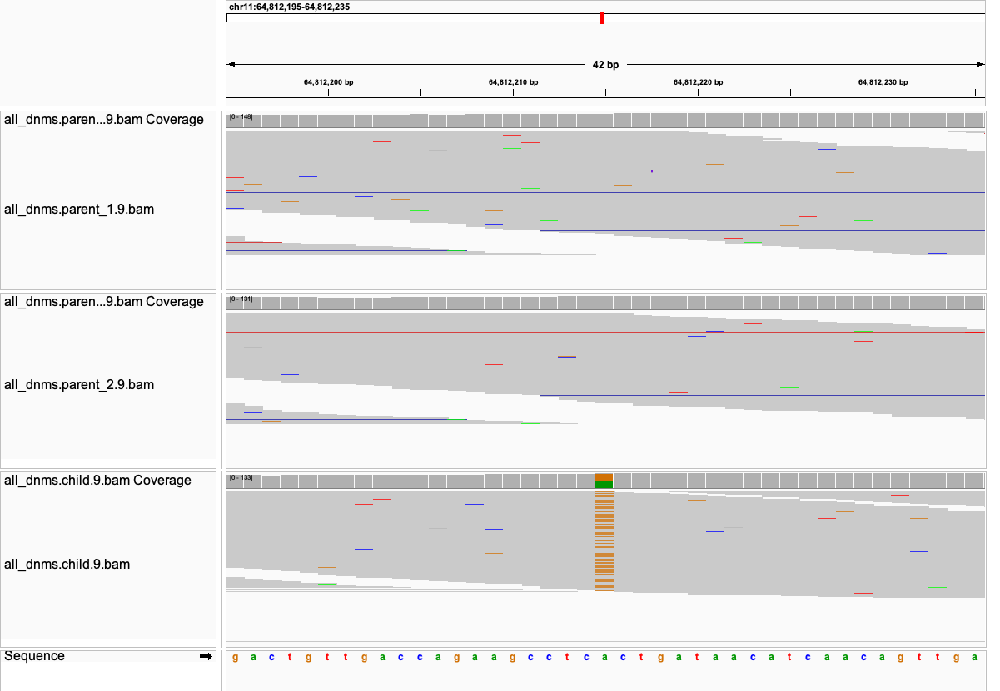 chr11:64,812,195-64,812,235
42 bp
64,812,200 bp 64,812,210 bp 64,812,220 bp 64,812,230 bp
all_dnms.paren...9.bam Coverage [0 - 148]
all_dnms.parent_1.9.bam
all_dnms.paren...9.bam Coverage [0 - 131]
all_dnms.parent_2.9.bam
all_dnms.child.9.bam Coverage [0 - 133]
all_dnms.child.9.bam
Sequence g a c t g t t g a c c a g a a g c c t c a c t g a t a a c a t c a a c a g t t g a